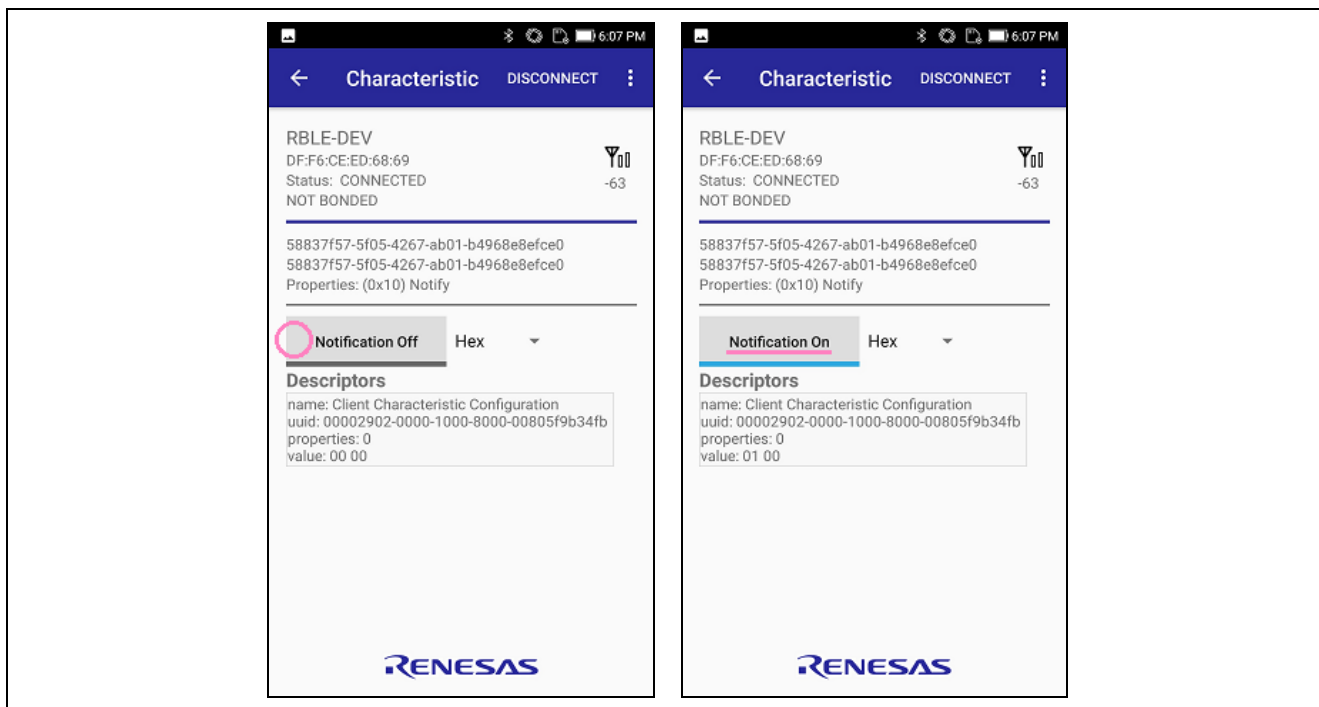 6:07 PM
Characteristic DISCONNECT
RBLE-DEV
DF:F6:CE:ED:68:69
Status: CONNECTED
-63
NOT BONDED
58837f57-5f05-4267-ab01-b4968e8efce0
58837f57-5f05-4267-ab01-b4968e8efce0
Properties: (0x10) Notify
Notification Off Hex
Descriptors
name: Client Characteristic Configuration
uuid: 00002902-0000-1000-8000-00805f9b34fb
properties: 0
value: 00 00
RENESAS
6:07 PM
Characteristic DISCONNECT
RBLE-DEV
DF:F6:CE:ED:68:69
Status: CONNECTED
-63
NOT BONDED
58837f57-5f05-4267-ab01-b4968e8efce0
58837f57-5f05-4267-ab01-b4968e8efce0
Properties: (0x10) Notify
Notification On Hex
Descriptors
name: Client Characteristic Configuration
uuid: 00002902-0000-1000-8000-00805f9b34fb
properties: 0
value: 01 00
RENESAS